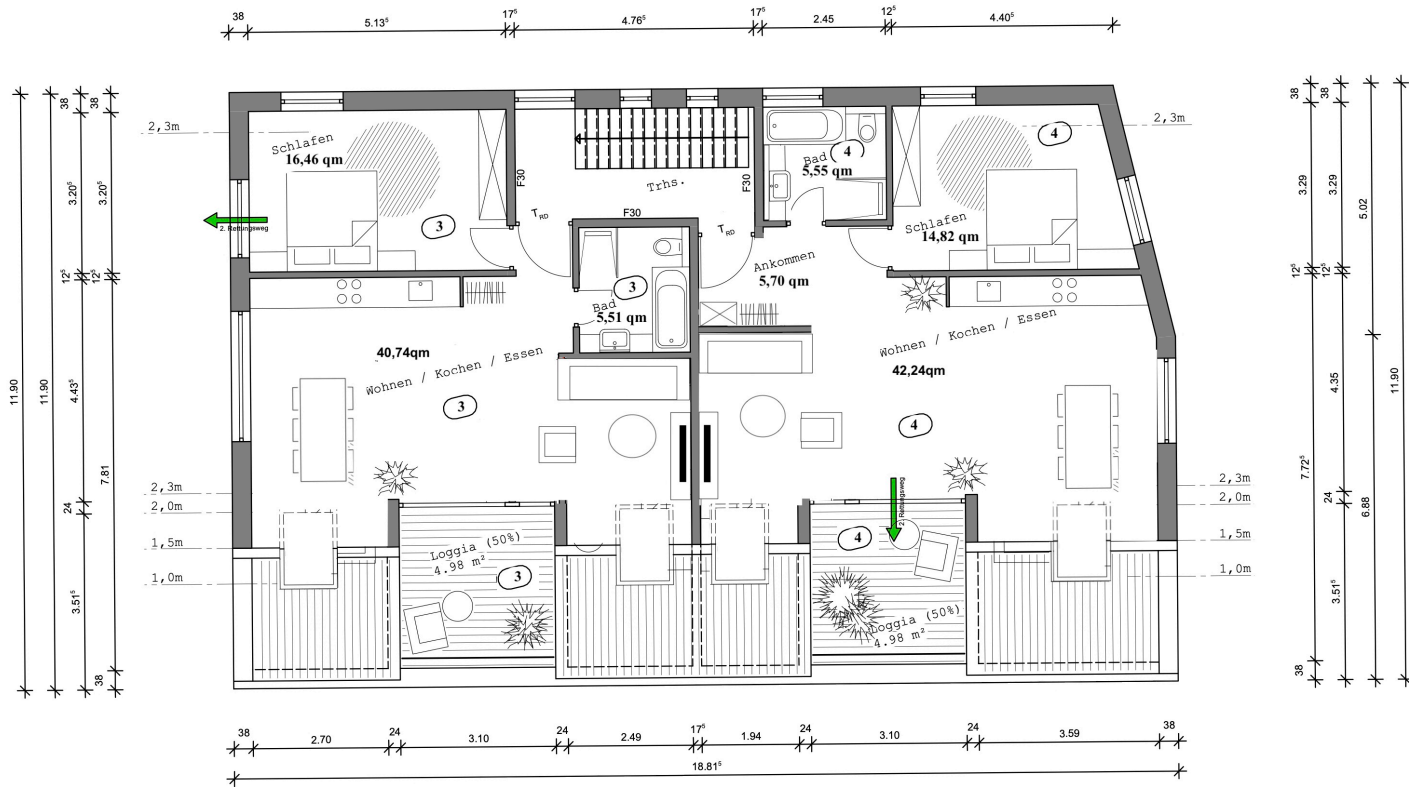 38
5.13⁵
17⁵
4.76⁵
17⁵
2.45
12⁵
4.40⁵
11.90
11.90
38
3.20⁵
12⁵
4.43⁵
24
3.51⁵
38
3.20⁵
12⁵
7.81
38
2,3m
2,3m
2,0m
1,5m
1,0m
Schlafen
16,46 qm
3
2. Rettungsweg
F30
Trhs.
F30
F30
T RD
T RD
Bad
4
5,55 qm
4
Schlafen
14,82 qm
Ankommen
5,70 qm
3
Bad
5,51 qm
40,74qm
Wohnen / Kochen / Essen
3
Wohnen / Kochen / Essen
42,24qm
4
2. Rettungsweg
Loggia (50%)
4.98 m²
3
4
Loggia (50%)
4.98 m²
2,3m
2,3m
2,0m
1,5m
1,0m
38
3.29
12⁵
7.72⁵
38
38
3.29
12⁵
4.35
24
3.51⁵
5.02
6.88
11.90
38
2.70
24
3.10
24
2.49
17⁵
1.94
24
3.10
24
3.59
38
18.81⁵